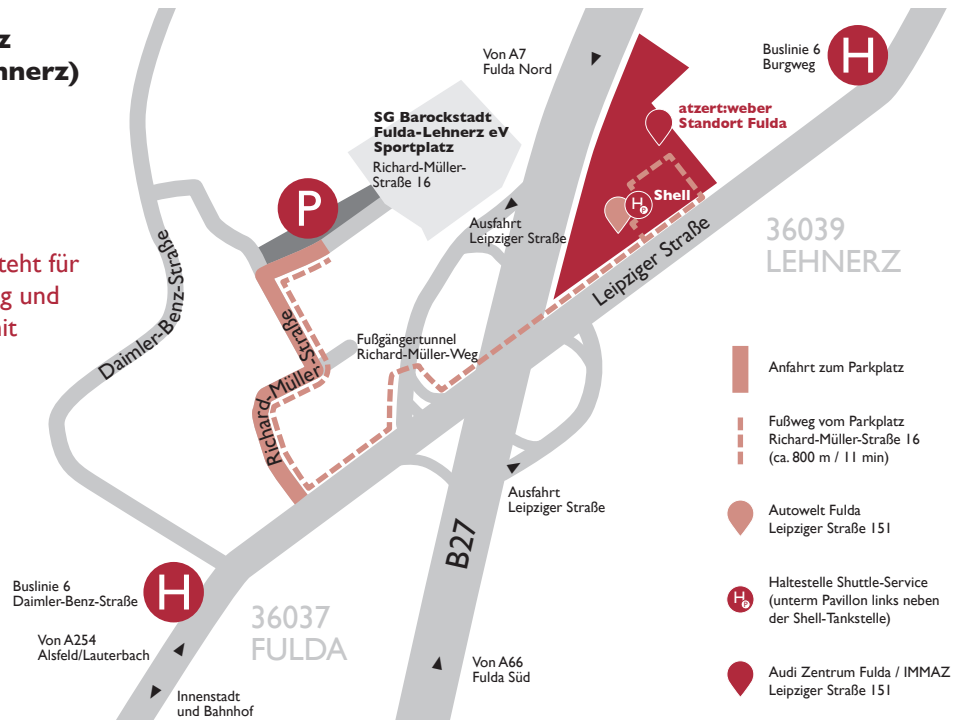 z
nnerz)
teht für
g und
nit
Von A7
Fulda Nord
Buslinie 6
Burgweg
H
SG Barockstadt
Fulda-Lehnerz eV
Sportplatz
Richard-Müller-
Straße 16
P
atzert:weber
Standort Fulda
Shell
H
P
Ausfahrt
Leipziger Straße
Leipziger Straße
36039
LEHNERZ
Daimler-Benz-Straße
Richard-Müller-Straße
Fußgängertunnel
Richard-Müller-Weg
Ausfahrt
Leipziger Straße
B27
Buslinie 6
Daimler-Benz-Straße
H
36037
FULDA
Von A254
Alsfeld/Lauterbach
Innenstadt
und Bahnhof
Von A66
Fulda Süd
Anfahrt zum Parkplatz
Fußweg vom Parkplatz
Richard-Müller-Straße 16
(ca. 800 m / 11 min)
Autowelt Fulda
Leipziger Straße 151
H
P
Haltestelle Shuttle-Service
(unterm Pavillon links neben
der Shell-Tankstelle)
Audi Zentrum Fulda / IMMAZ
Leipziger Straße 151